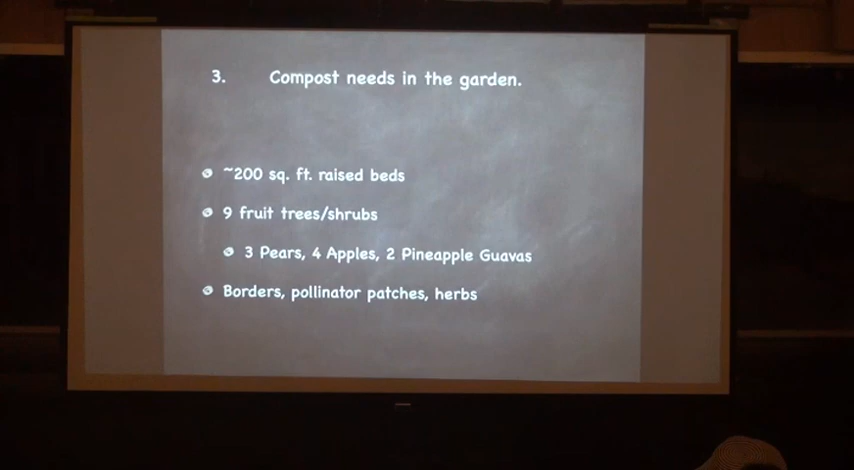 3. Compost needs in the garden.
~200 sq. ft. raised beds
9 fruit trees/shrubs
3 Pears, 4 Apples, 2 Pineapple Guavas
Borders, pollinator patches, herbs